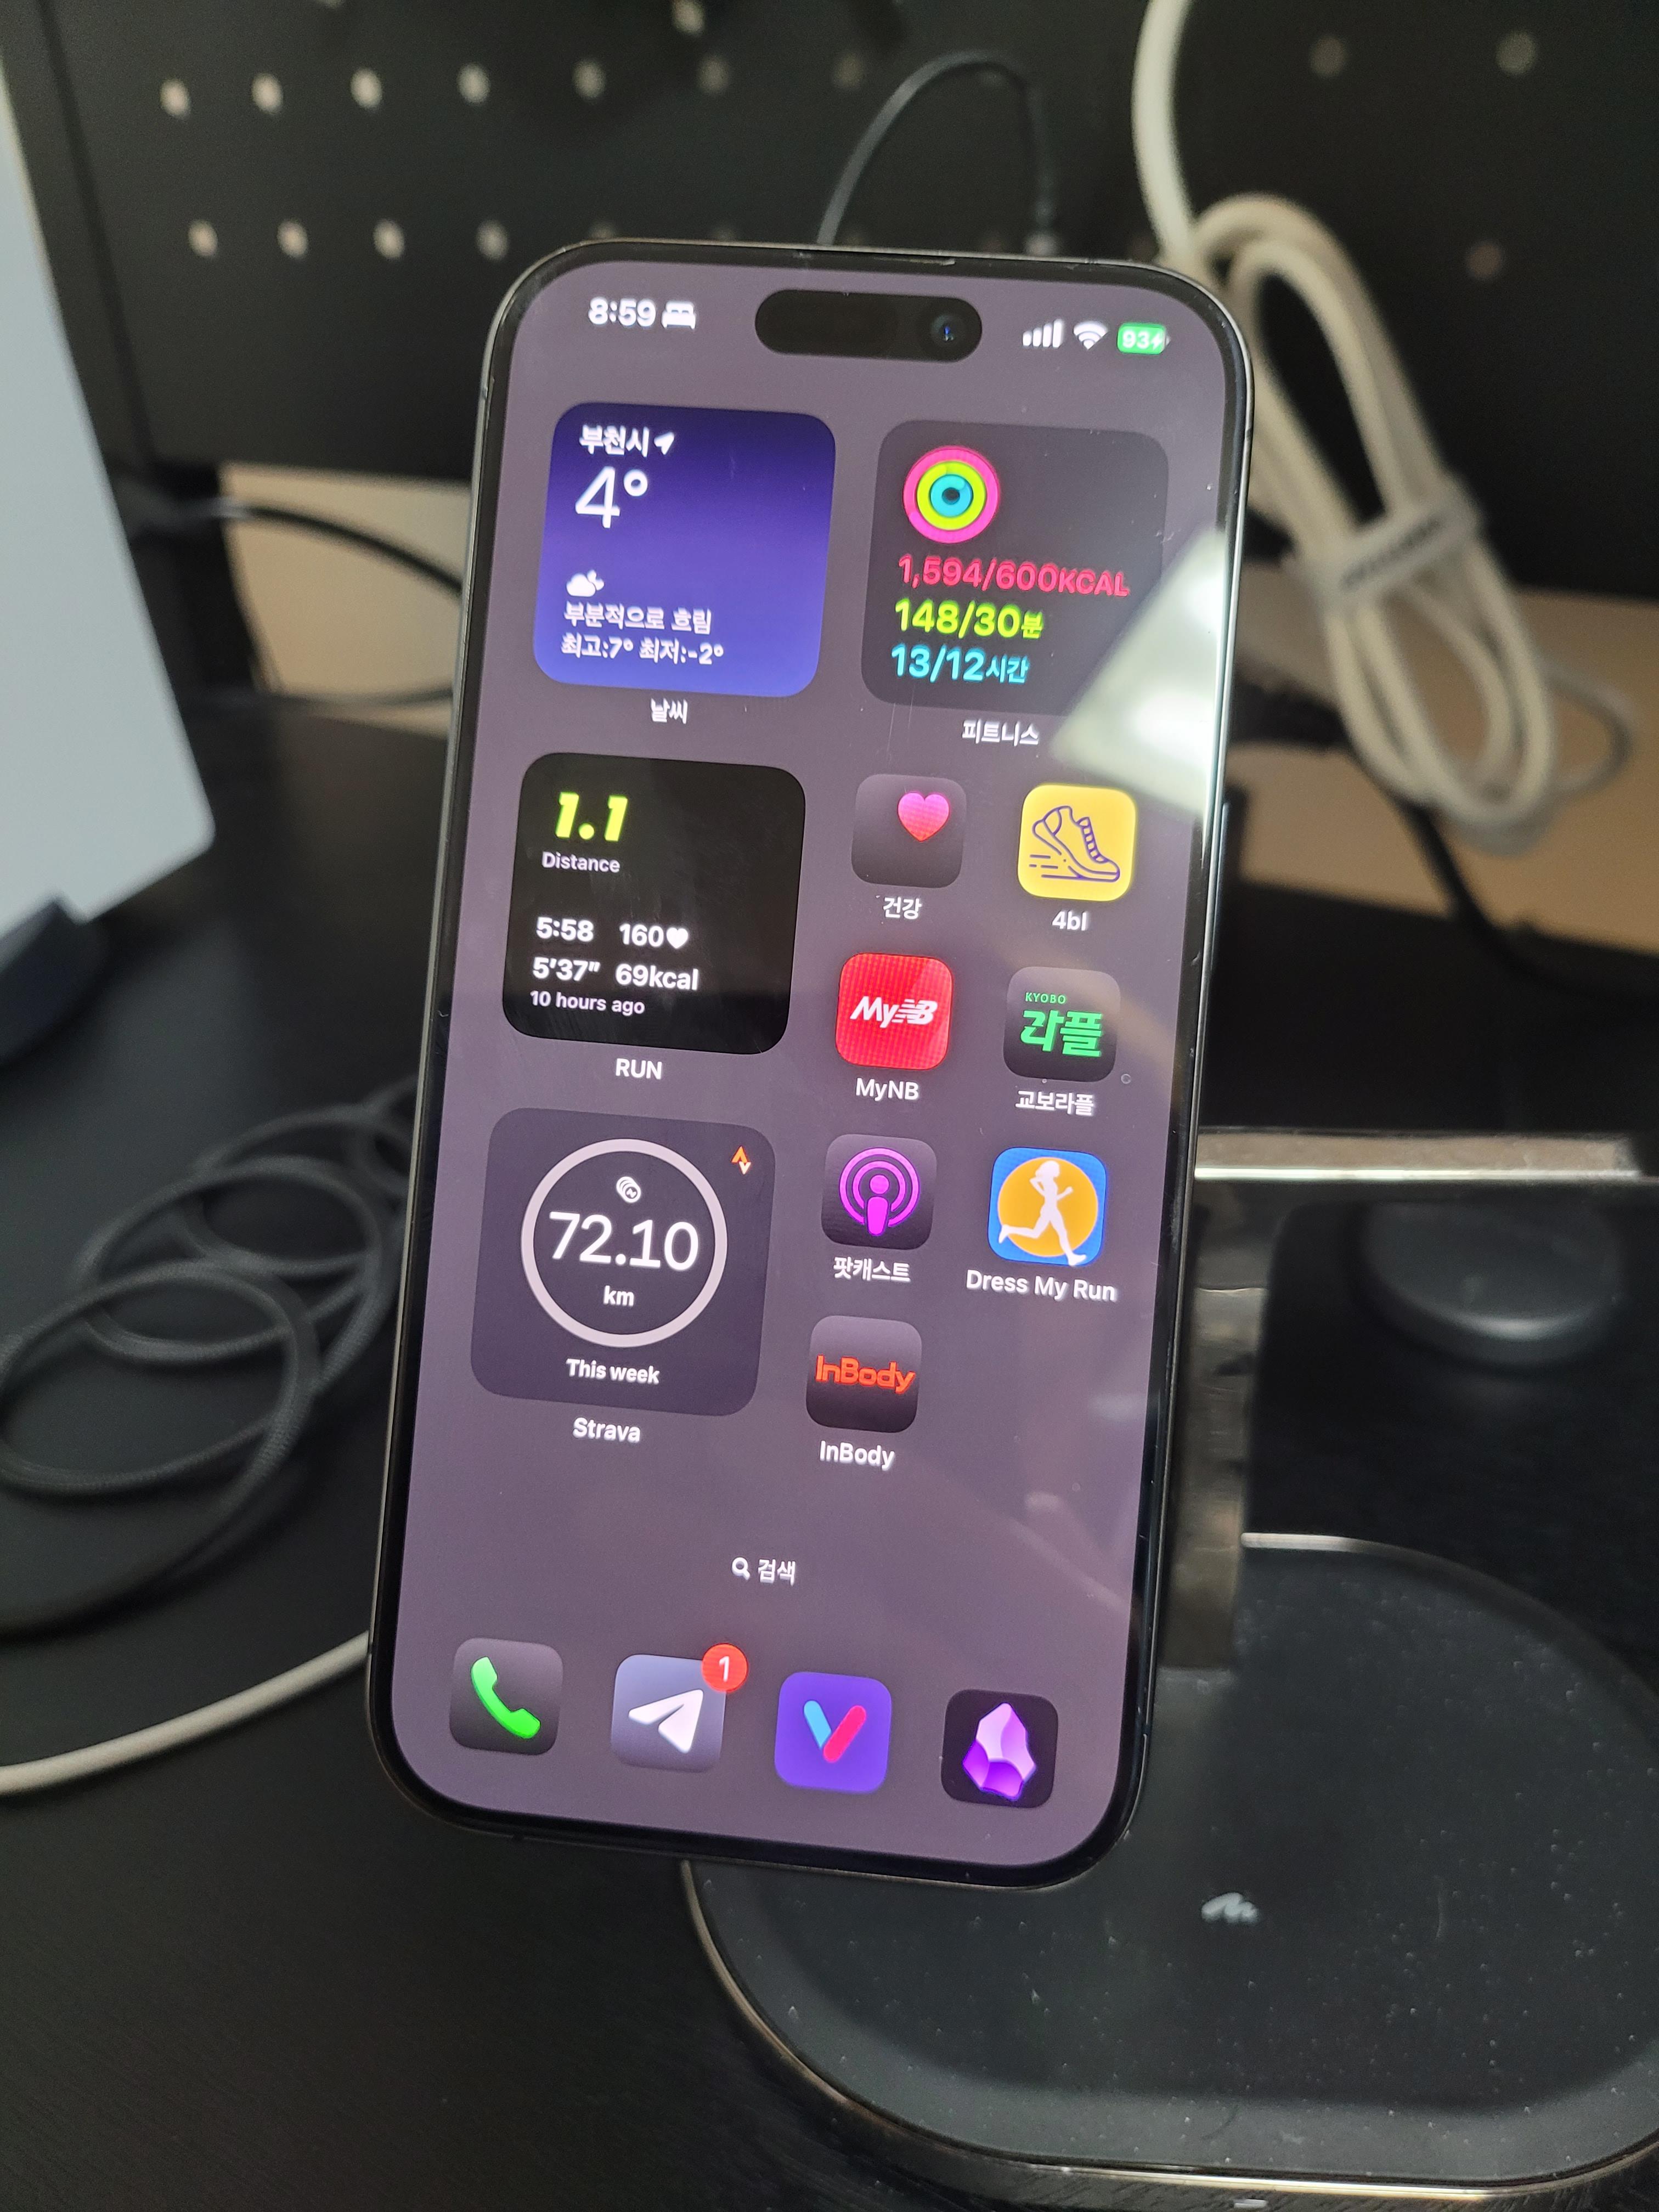 8:59
93
부천시
4°
부분적으로 흐림
최고:7° 최저:-2°
날씨
1,594/600KCAL
148/30분
13/12시간
피트니스
1.1
Distance
5:58 160
5'37" 69kcal
10 hours ago
RUN
건강
4bl
MyNB
MyNB
KYOBO
라플
교보라플
72.10
km
This week
Strava
팟캐스트
Dress My Run
InBody
InBody
검색
1